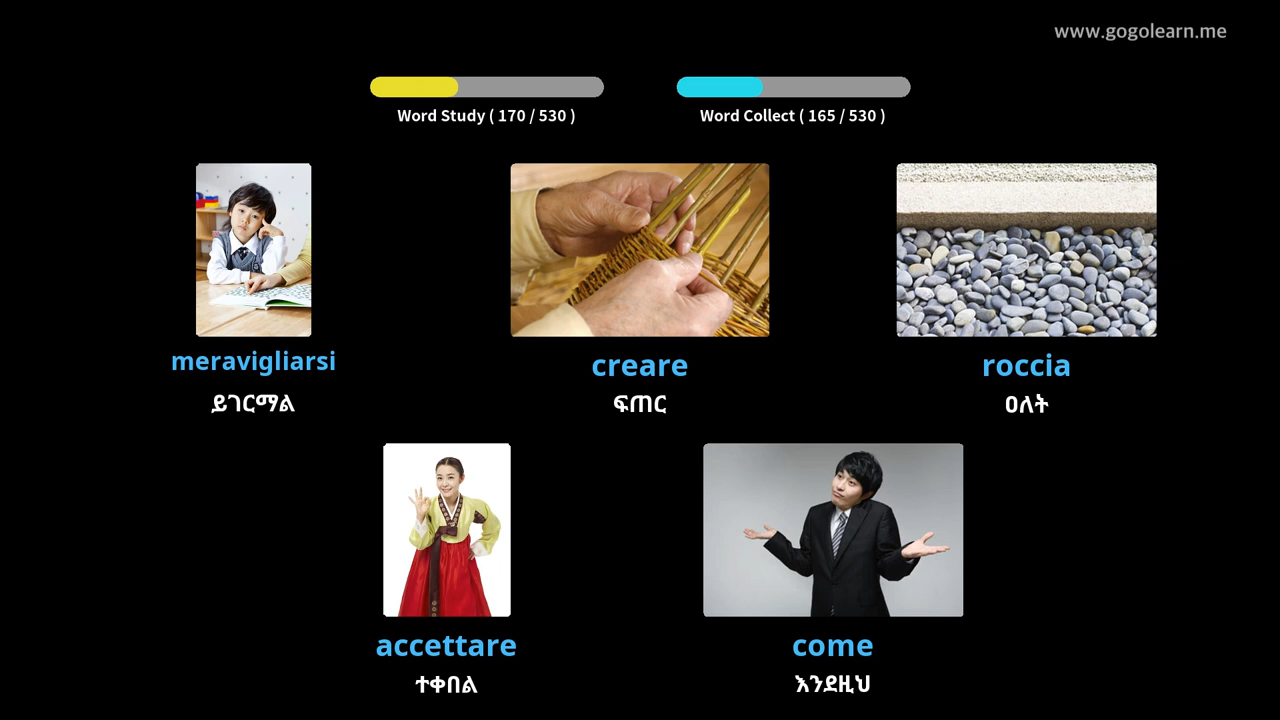 www.gogolearn.me
Word Study ( 170 / 530 )
Word Collect ( 165 / 530 )
meravigliarsi
ይገርማል
creare
ፍጠር
roccia
ዐለት
accettare
ተቀበል
come
እንደዚህ